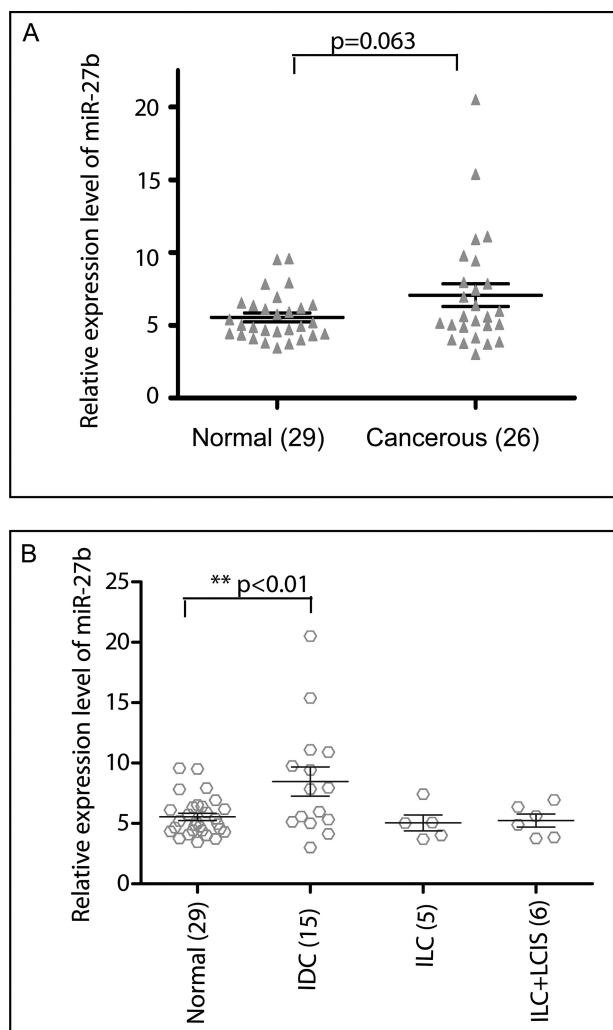 A
p=0.063
Relative expression level of miR-27b
20
15
10
5
0
Normal (29)
Cancerous (26)
B
** p<0.01
Relative expression level of miR-27b
25
20
15
10
5
0
Normal (29)
IDC (15)
ILC (5)
ILC+LCIS (6)